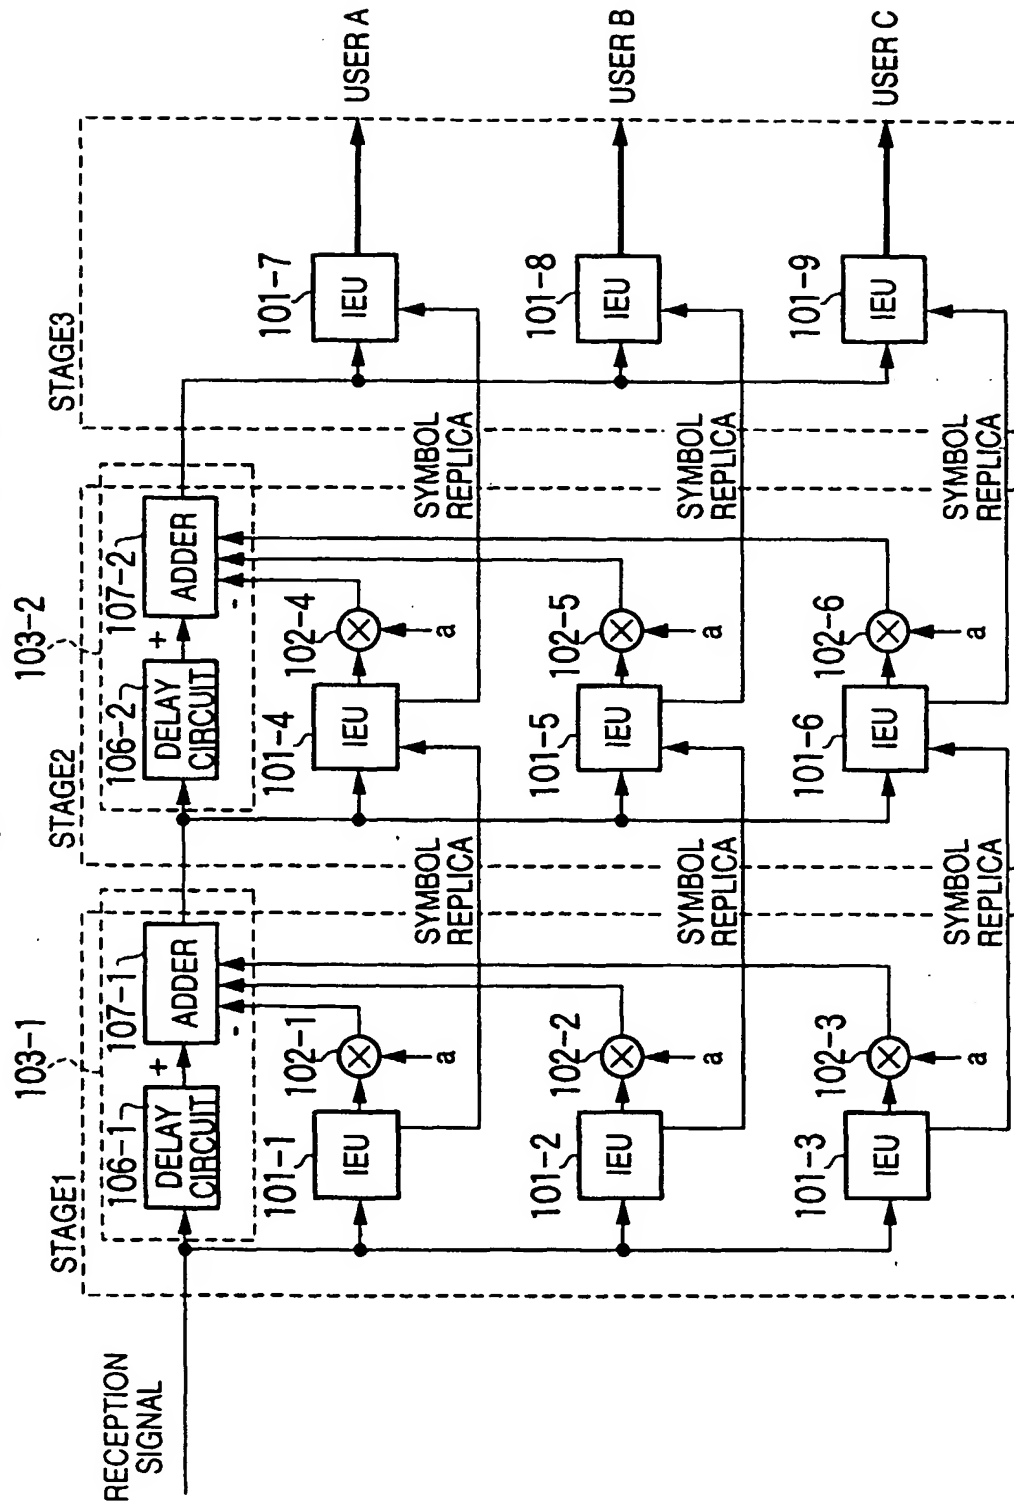 103-1
103-2
STAGE1
STAGE2
STAGE3
106-1
107-1
106-2
107-2
RECEPTION
SIGNAL
DELAY
CIRCUIT
+
ADDER
-
DELAY
CIRCUIT
+
ADDER
-
101-1
IEU
102-1
a
SYMBOL
REPLICA
101-4
IEU
102-4
a
SYMBOL
REPLICA
101-7
IEU
USER A
101-2
IEU
102-2
a
SYMBOL
REPLICA
101-5
IEU
102-5
a
SYMBOL
REPLICA
101-8
IEU
USER B
101-3
IEU
102-3
a
SYMBOL
REPLICA
101-6
IEU
102-6
a
SYMBOL
REPLICA
101-9
IEU
USER C